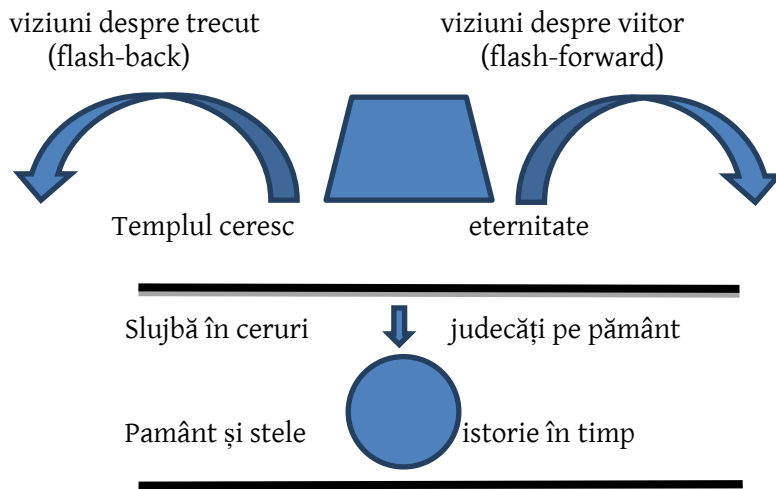 viziuni despre trecut
(flash-back)
viziuni despre viitor
(flash-forward)
Templul ceresc
eternitate
Slujbă în ceruri
judecăți pe pământ
Pamânt și stele
istorie în timp